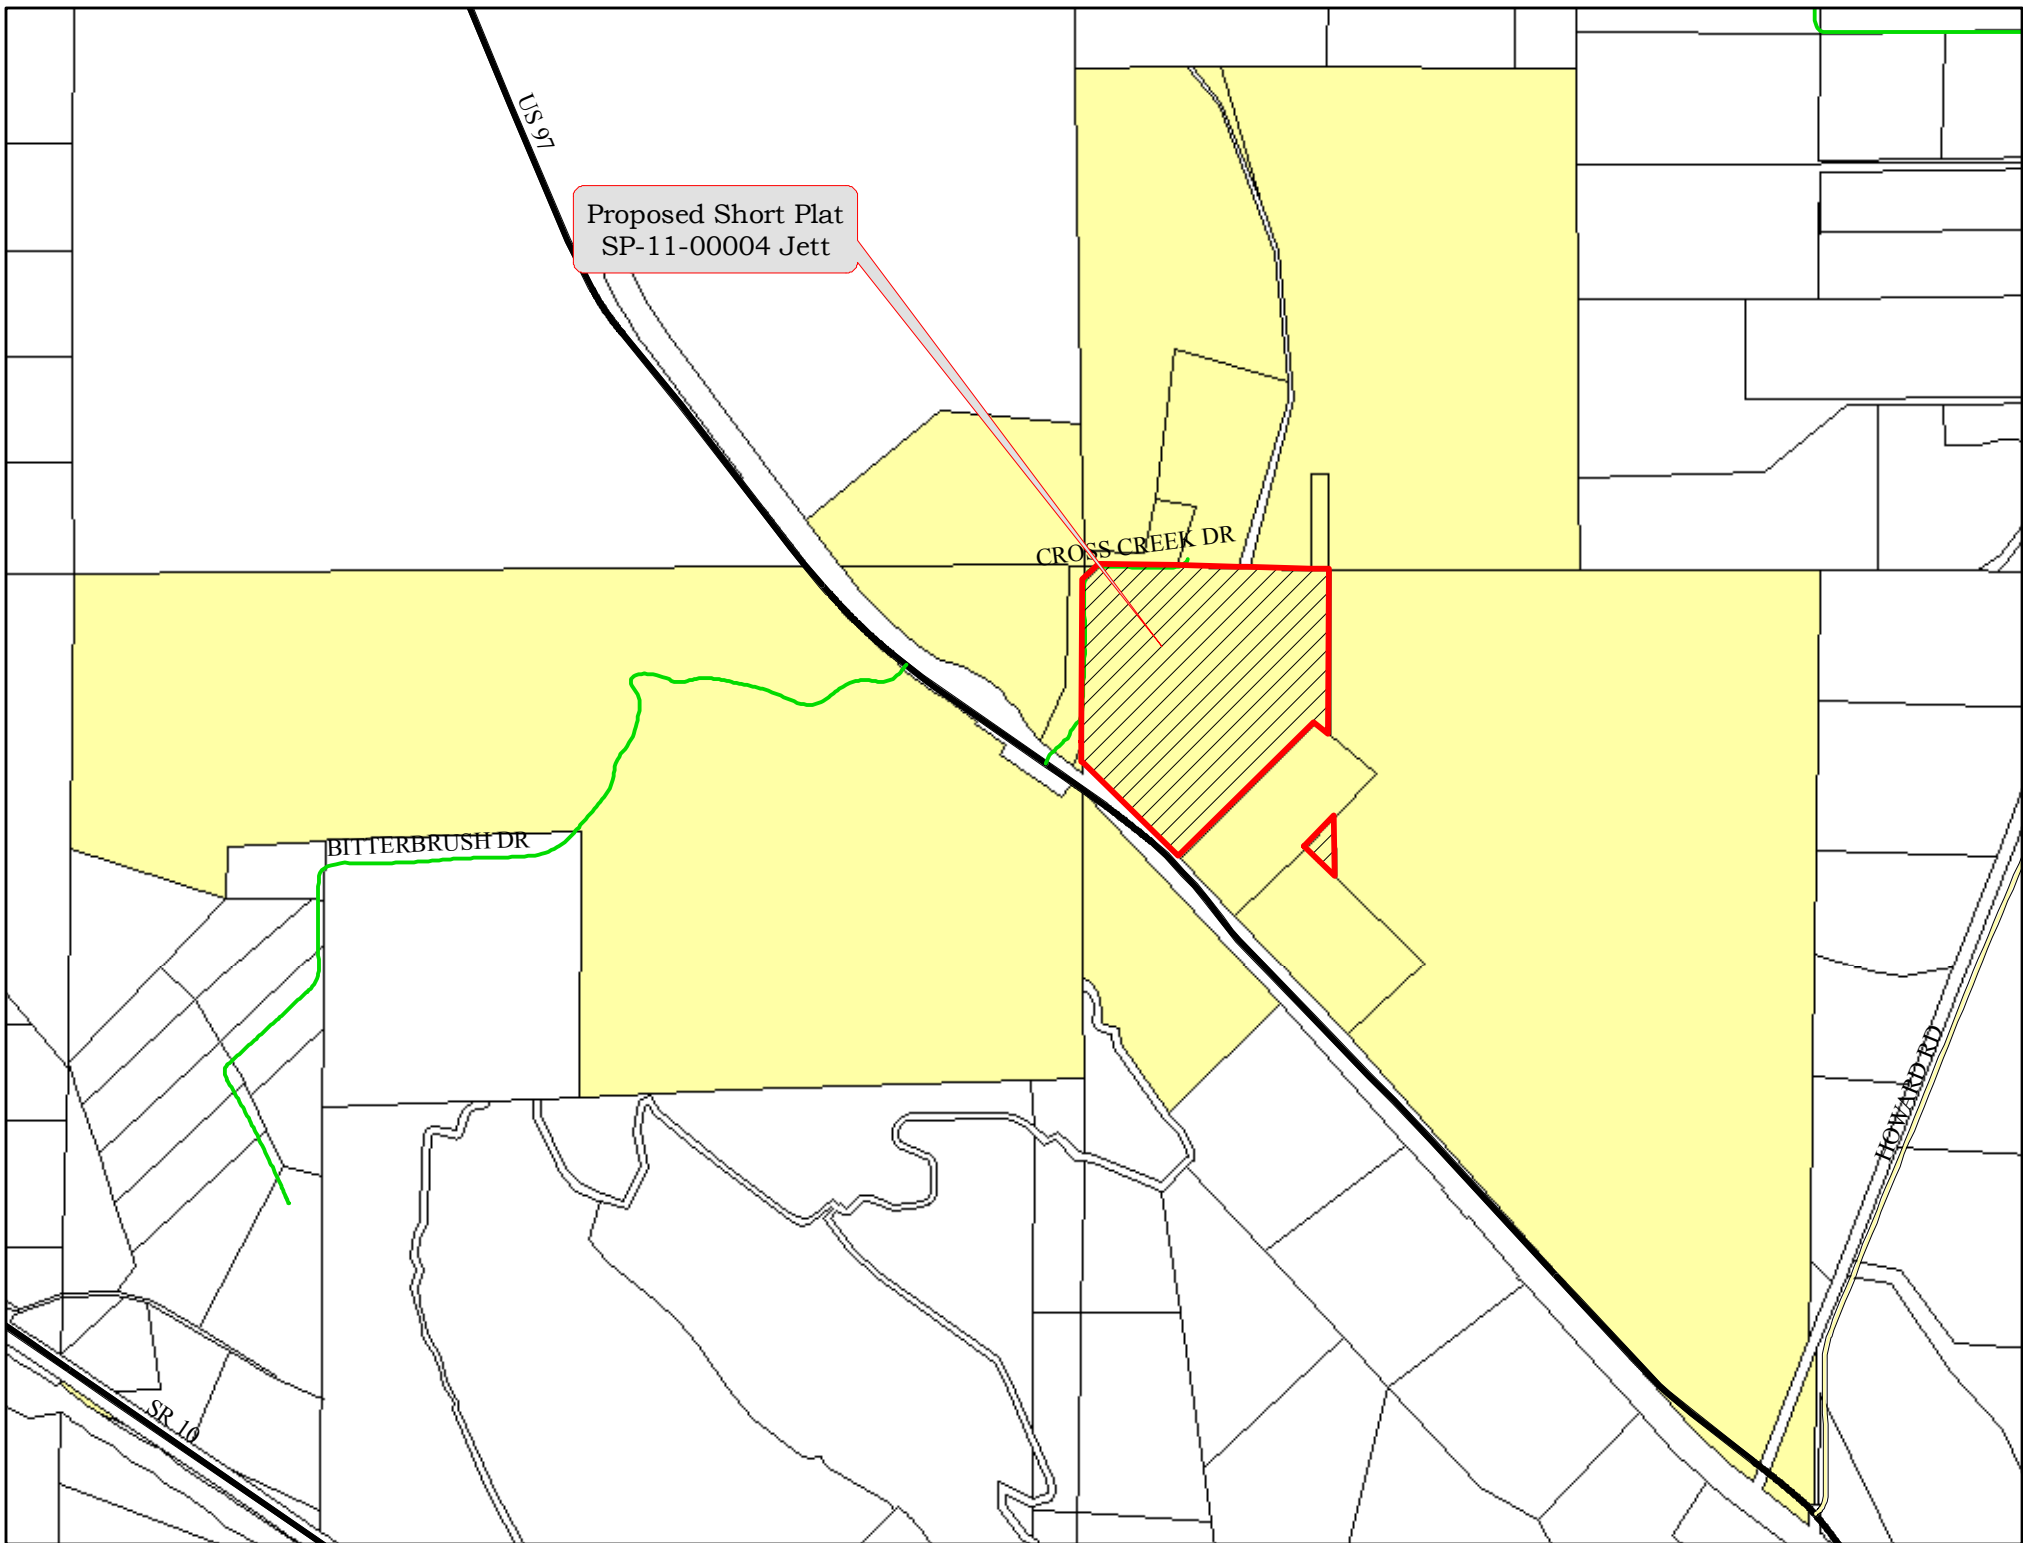 US 97
Proposed Short Plat
SP-11-00004 Jett
CROSS CREEK DR
BITTERBRUSH DR
HOWARD RD
SR 10